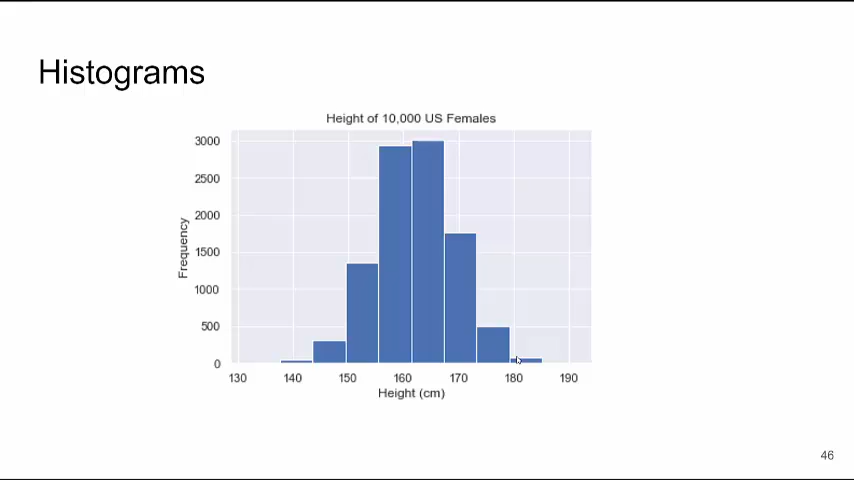 Histograms
Height of 10,000 US Females
3000
2500
2000
1500
1000
500
0
Frequency
130 140 150 160 170 180 190
Height (cm)
46